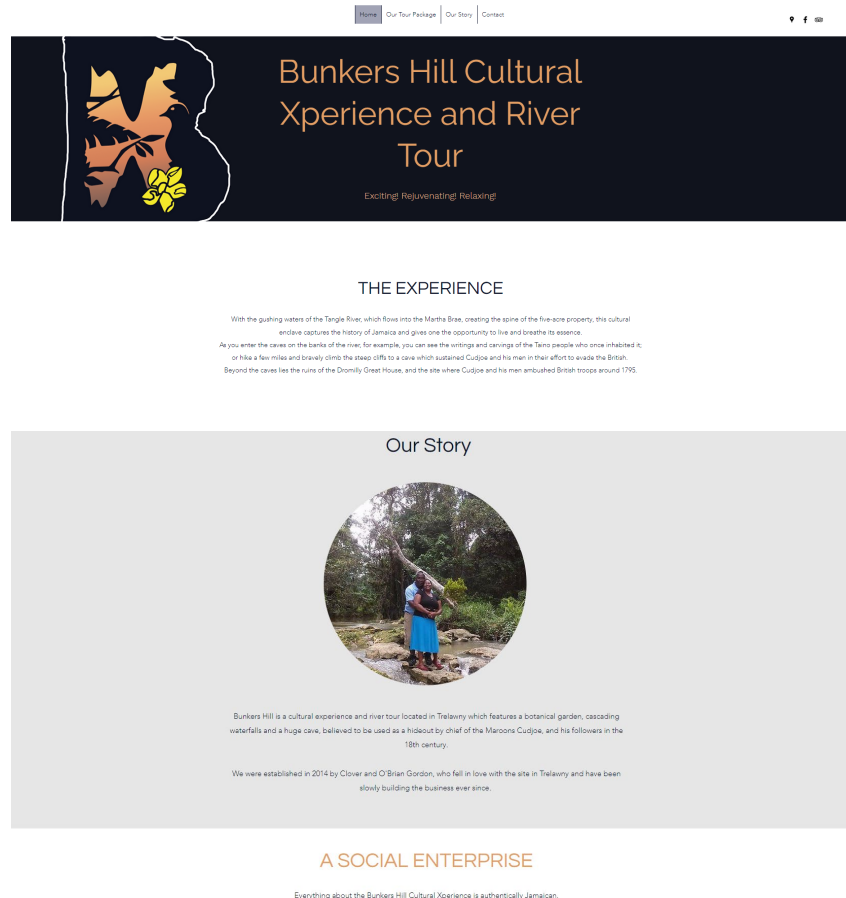 Home
Our Tour Package
Our Story
Contact
Bunkers Hill Cultural
Xperience and River
Tour
Exciting! Rejuvenating! Relaxing!
THE EXPERIENCE
With the gushing waters of the Tangle River, which flows into the Martha Brae, creating the spine of the five-acre property, this cultural
enclave captures the history of Jamaica and gives one the opportunity to live and breathe its essence.
As you enter the caves on the banks of the river, for example, you can see the writings and carvings of the Taino people who once inhabited it;
or hike a few miles and bravely climb the steep cliffs to a cave which sustained Cudjoe and his men in their effort to evade the British.
Beyond the caves lies the ruins of the Dromilly Great House, and the site where Cudjoe and his men ambushed British troops around 1795.
Our Story
Bunkers Hill is a cultural experience and river tour located in Trelawny which features a botanical garden, cascading
waterfalls and a huge cave, believed to be used as a hideout by chief of the Maroons Cudjoe, and his followers in the
18th century.
We were established in 2014 by Clover and O'Brian Gordon, who fell in love with the site in Trelawny and have been
slowly building the business ever since.
A SOCIAL ENTERPRISE
Everything about the Bunkers Hill Cultural Xperience is authentically Jamaican.